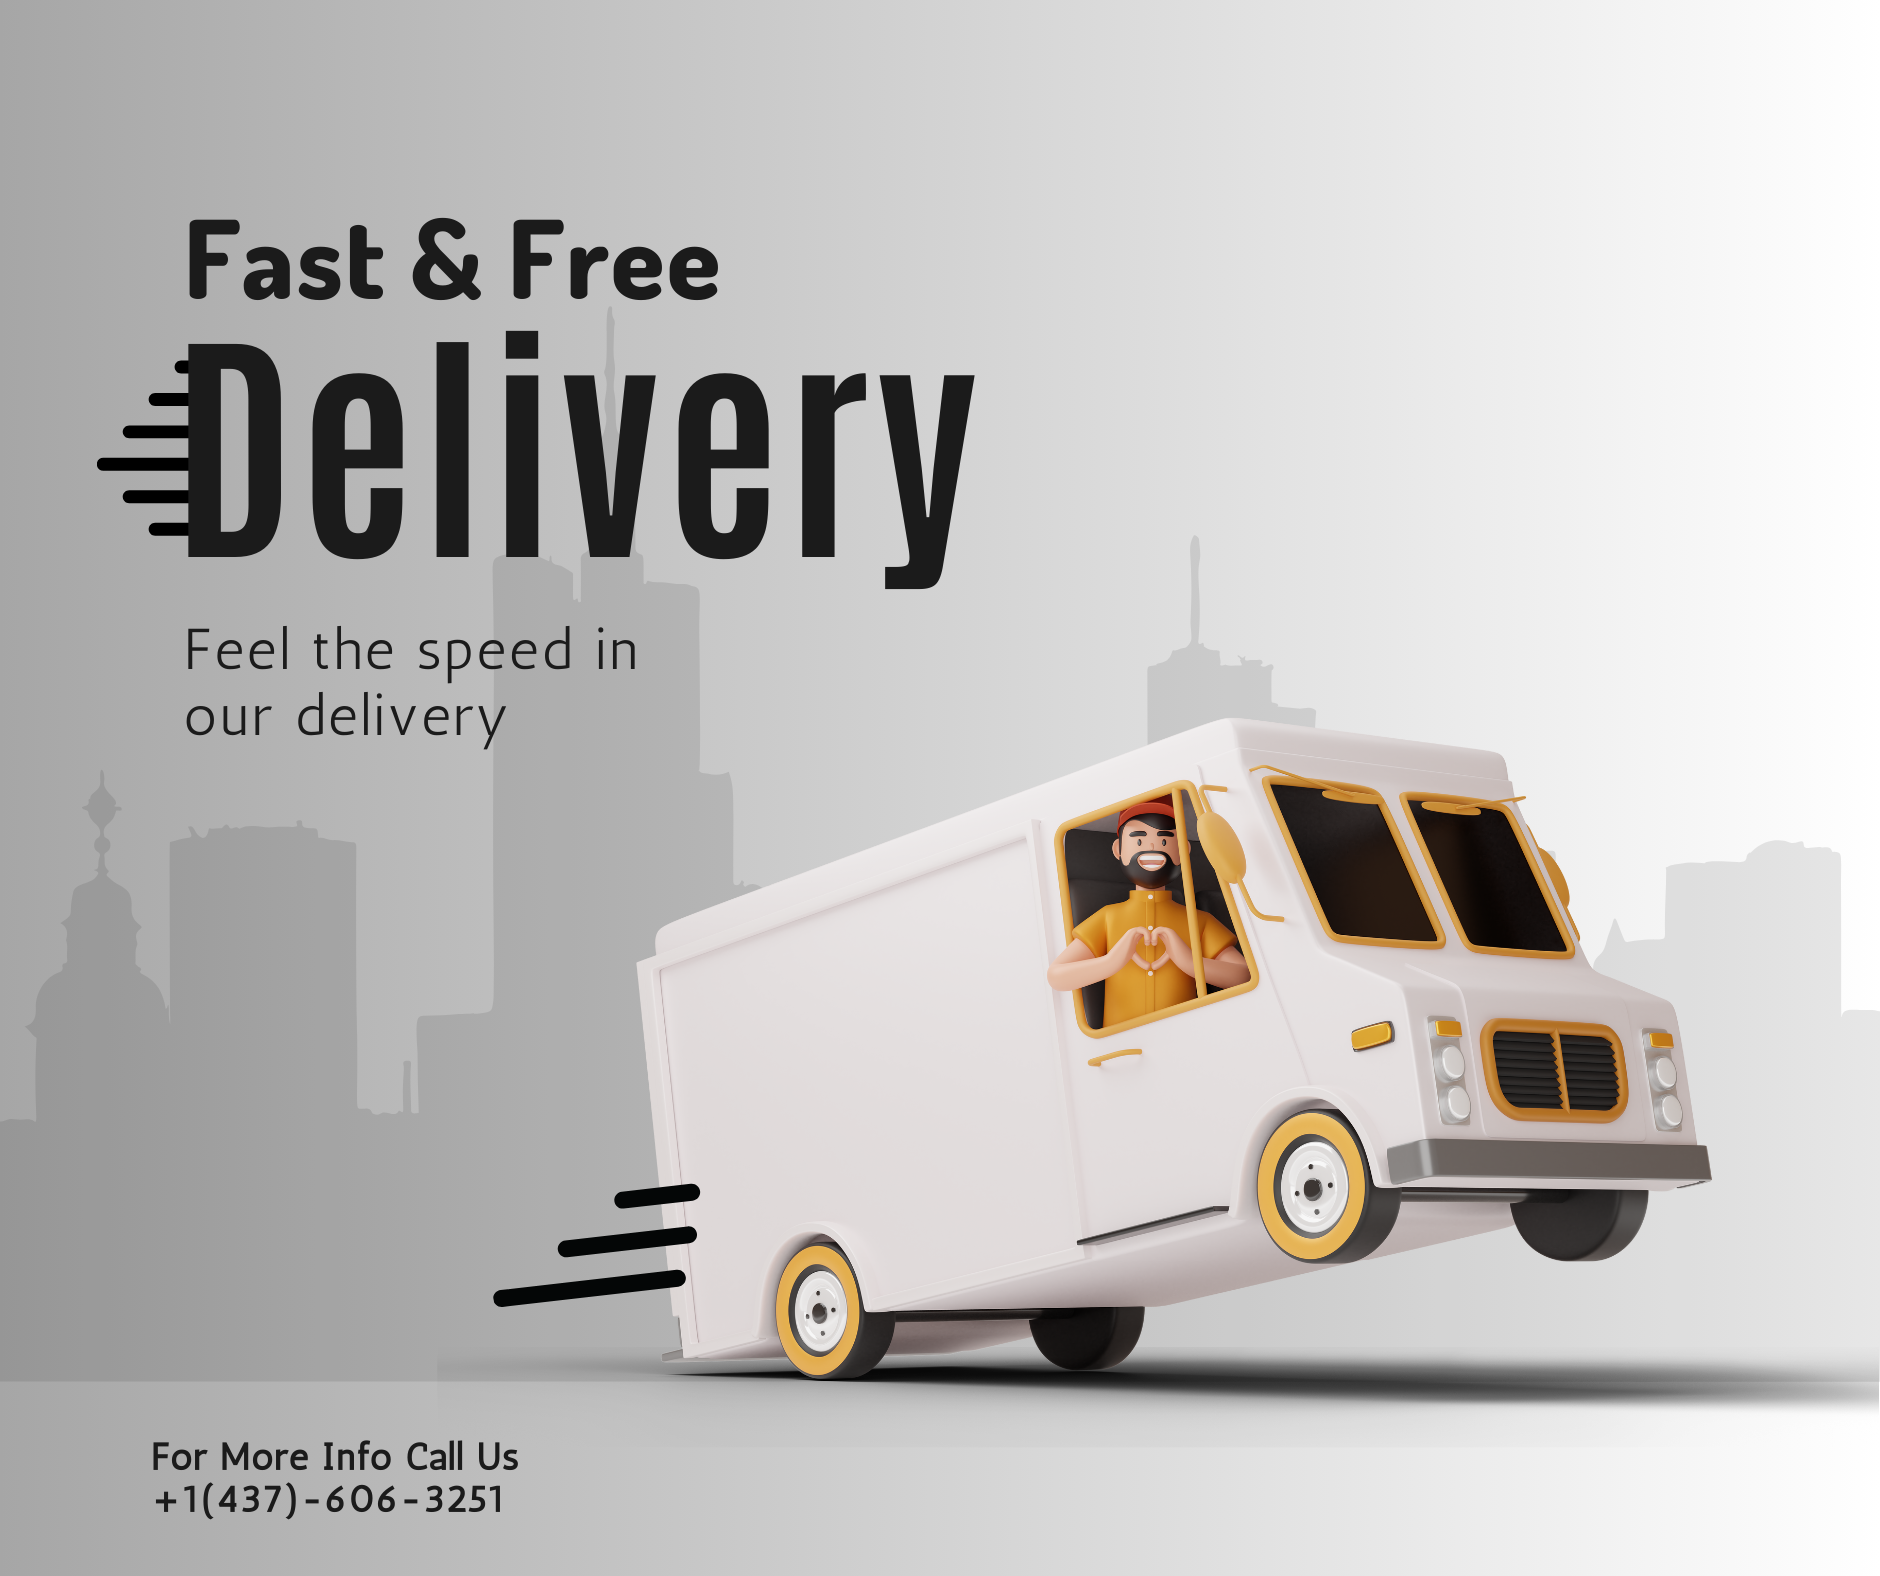 Fast & Free
Delivery
Feel the speed in
our delivery
For More Info Call Us
+1(437)-606-3251